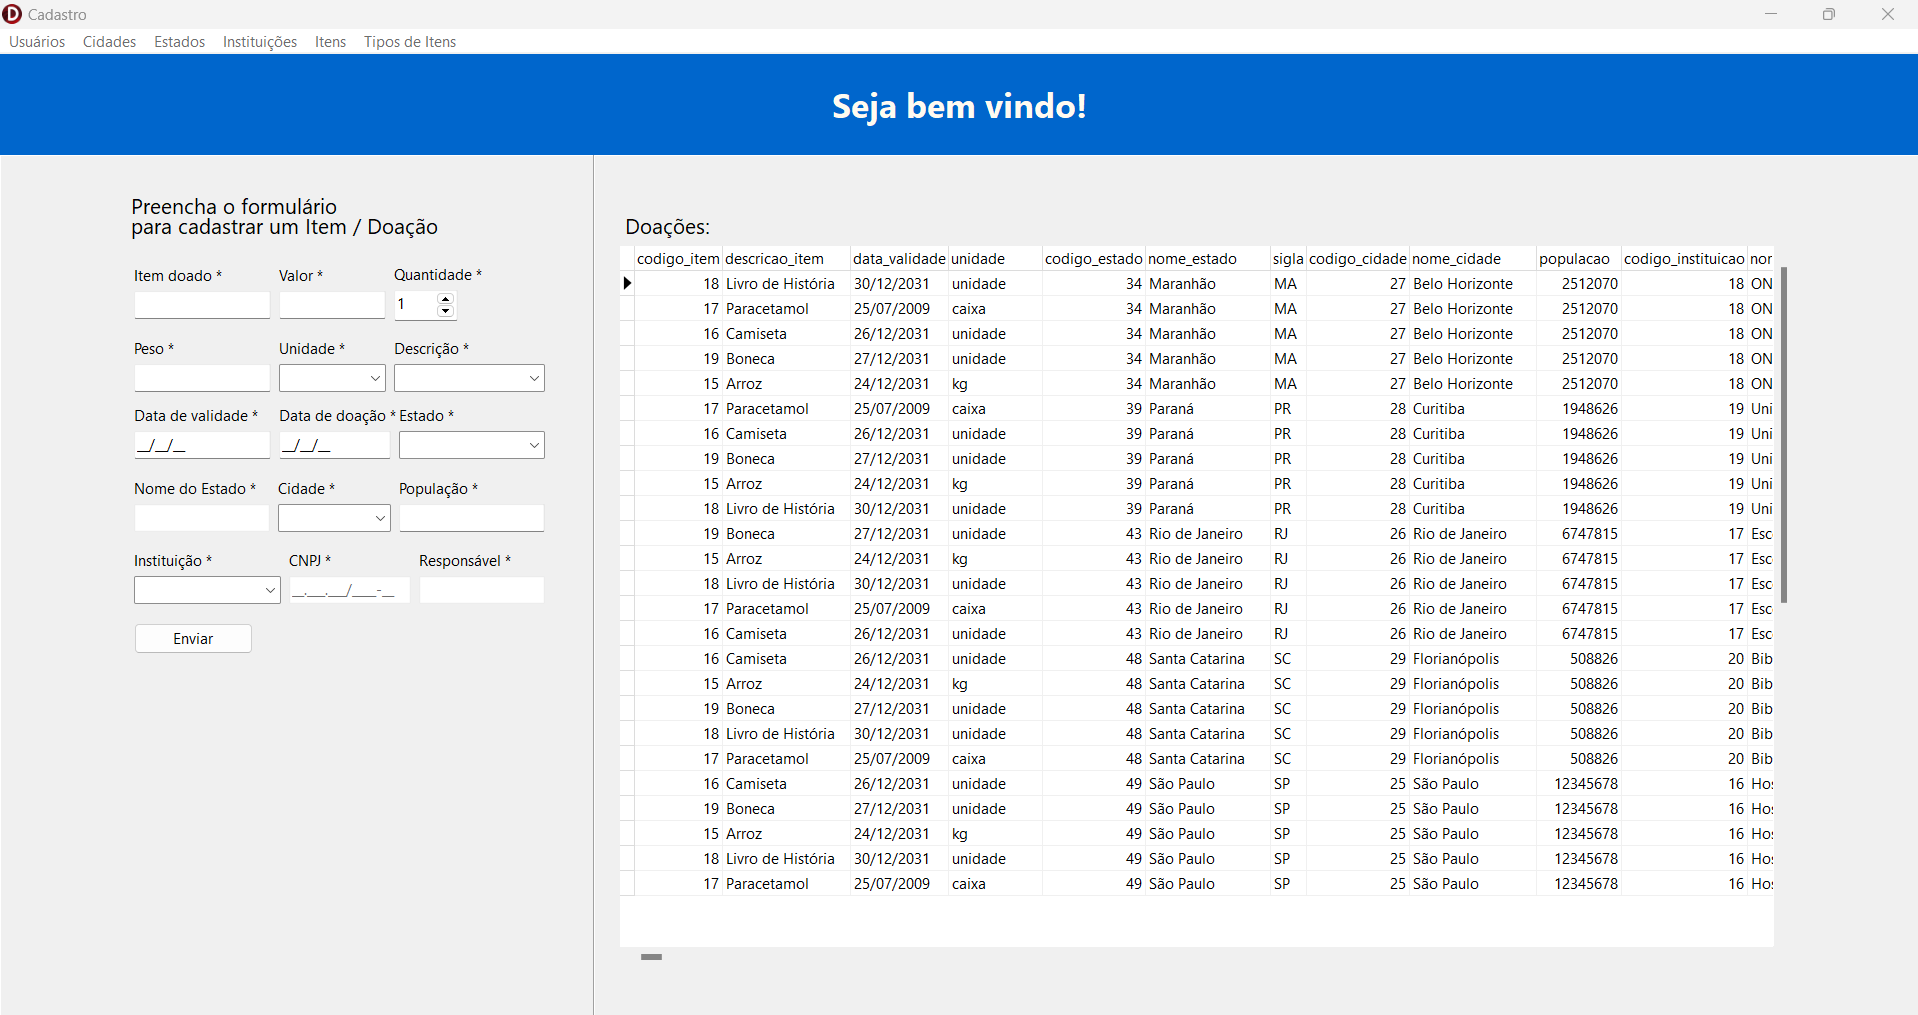 Cadastro
Usuários Cidades Estados Instituições Itens Tipos de Itens
Seja bem vindo!
Preencha o formulário
para cadastrar um Item / Doação
Item doado * Valor * Quantidade *
1
Peso * Unidade * Descrição *
Data de validade * Data de doação * Estado *
__/__/__ __/__/__
Nome do Estado * Cidade * População *
Instituição * CNPJ * Responsável *
__.___.___/____-__
Enviar
Doações:
codigo_item descricao_item data_validade unidade codigo_estado nome_estado sigla codigo_cidade nome_cidade populacao codigo_instituicao nor
18 Livro de História 30/12/2031 unidade 34 Maranhão MA 27 Belo Horizonte 2512070 18 ON
17 Paracetamol 25/07/2009 caixa 34 Maranhão MA 27 Belo Horizonte 2512070 18 ON
16 Camiseta 26/12/2031 unidade 34 Maranhão MA 27 Belo Horizonte 2512070 18 ON
19 Boneca 27/12/2031 unidade 34 Maranhão MA 27 Belo Horizonte 2512070 18 ON
15 Arroz 24/12/2031 kg 34 Maranhão MA 27 Belo Horizonte 2512070 18 ON
17 Paracetamol 25/07/2009 caixa 39 Paraná PR 28 Curitiba 1948626 19 Uni
16 Camiseta 26/12/2031 unidade 39 Paraná PR 28 Curitiba 1948626 19 Uni
19 Boneca 27/12/2031 unidade 39 Paraná PR 28 Curitiba 1948626 19 Uni
15 Arroz 24/12/2031 kg 39 Paraná PR 28 Curitiba 1948626 19 Uni
18 Livro de História 30/12/2031 unidade 39 Paraná PR 28 Curitiba 1948626 19 Uni
19 Boneca 27/12/2031 unidade 43 Rio de Janeiro RJ 26 Rio de Janeiro 6747815 17 Esc
15 Arroz 24/12/2031 kg 43 Rio de Janeiro RJ 26 Rio de Janeiro 6747815 17 Esc
18 Livro de História 30/12/2031 unidade 43 Rio de Janeiro RJ 26 Rio de Janeiro 6747815 17 Esc
17 Paracetamol 25/07/2009 caixa 43 Rio de Janeiro RJ 26 Rio de Janeiro 6747815 17 Esc
16 Camiseta 26/12/2031 unidade 43 Rio de Janeiro RJ 26 Rio de Janeiro 6747815 17 Esc
16 Camiseta 26/12/2031 unidade 48 Santa Catarina SC 29 Florianópolis 508826 20 Bib
15 Arroz 24/12/2031 kg 48 Santa Catarina SC 29 Florianópolis 508826 20 Bib
19 Boneca 27/12/2031 unidade 48 Santa Catarina SC 29 Florianópolis 508826 20 Bib
18 Livro de História 30/12/2031 unidade 48 Santa Catarina SC 29 Florianópolis 508826 20 Bib
17 Paracetamol 25/07/2009 caixa 48 Santa Catarina SC 29 Florianópolis 508826 20 Bib
16 Camiseta 26/12/2031 unidade 49 São Paulo SP 25 São Paulo 12345678 16 Hos
19 Boneca 27/12/2031 unidade 49 São Paulo SP 25 São Paulo 12345678 16 Hos
15 Arroz 24/12/2031 kg 49 São Paulo SP 25 São Paulo 12345678 16 Hos
18 Livro de História 30/12/2031 unidade 49 São Paulo SP 25 São Paulo 12345678 16 Hos
17 Paracetamol 25/07/2009 caixa 49 São Paulo SP 25 São Paulo 12345678 16 Hos